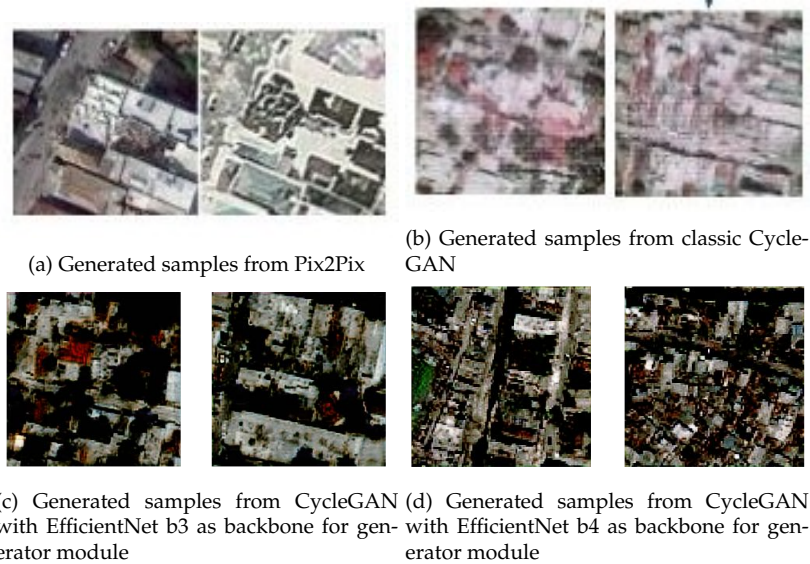 (a) Generated samples from Pix2Pix
(b) Generated samples from classic Cycle-
GAN
(c) Generated samples from CycleGAN
with EfficientNet b3 as backbone for gen-
erator module
(d) Generated samples from CycleGAN
with EfficientNet b4 as backbone for gen-
erator module